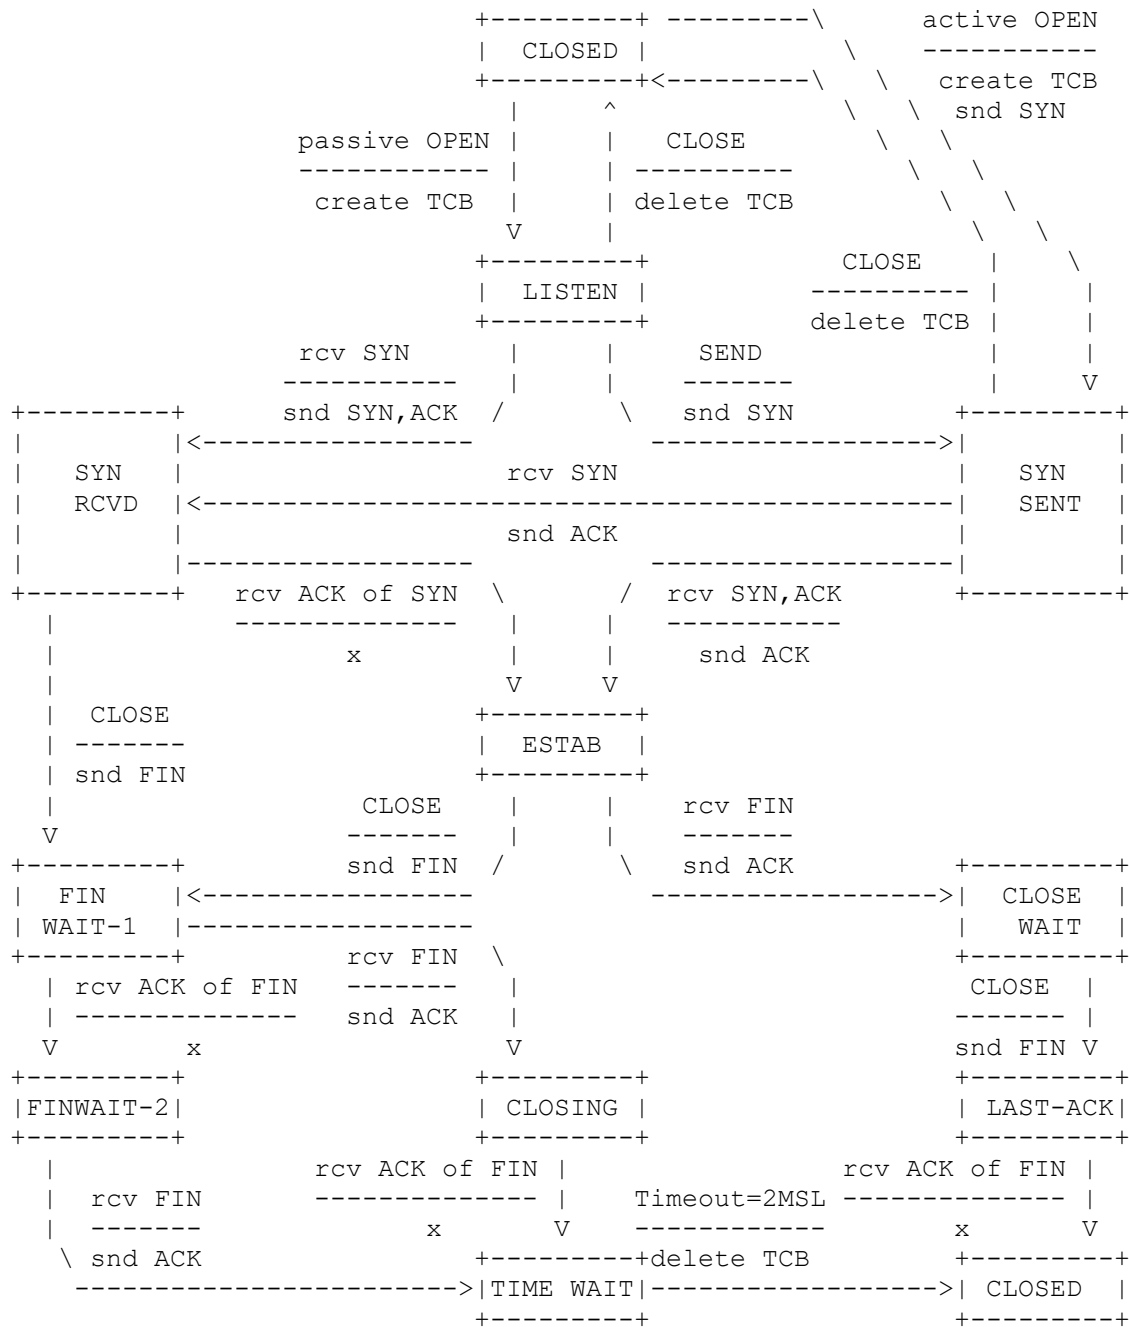 +---------+ ---------\      active OPEN
|  CLOSED |            \    -----------
+---------+<---------\   \   create TCB
|     ^              \   \  snd SYN
passive OPEN |     |   CLOSE        \   \
------------ |     | ----------       \   \
create TCB  |     | delete TCB         \   \
V     |                      \   \
+---------+            CLOSE    |    \
|  LISTEN |          ---------- |     |
+---------+          delete TCB |     |
rcv SYN      |     |     SEND              |     |
-----------   |     |    -------            |     V
+---------+      snd SYN,ACK  /       \   snd SYN          +---------+
|         |<-----------------           ------------------>|         |
|   SYN   |                    rcv SYN                     |   SYN   |
|   RCVD  |<-----------------------------------------------|   SENT  |
|         |                    snd ACK                     |         |
|         |------------------           -------------------|         |
+---------+   rcv ACK of SYN  \       /  rcv SYN,ACK       +---------+
|           --------------   |     |   -----------
|                  x         |     |     snd ACK
|                            V     V
|  CLOSE                   +---------+
| -------                  |  ESTAB  |
| snd FIN                  +---------+
|                   CLOSE    |     |    rcv FIN
V                  -------   |     |    -------
+---------+          snd FIN  /       \   snd ACK          +---------+
|  FIN    |<-----------------           ------------------>|  CLOSE  |
| WAIT-1  |------------------                              |   WAIT  |
+---------+          rcv FIN  \                            +---------+
| rcv ACK of FIN   -------   |                            CLOSE  |
| --------------   snd ACK   |                           ------- |
V        x                   V                           snd FIN V
+---------+                  +---------+                   +---------+
|FINWAIT-2|                  | CLOSING |                   | LAST-ACK|
+---------+                  +---------+                   +---------+
|                rcv ACK of FIN |                 rcv ACK of FIN |
|  rcv FIN       -------------- |    Timeout=2MSL -------------- |
|  -------              x       V    ------------        x       V
\ snd ACK                 +---------+delete TCB         +---------+
------------------------>|TIME WAIT|------------------>| CLOSED  |
+---------+                   +---------+